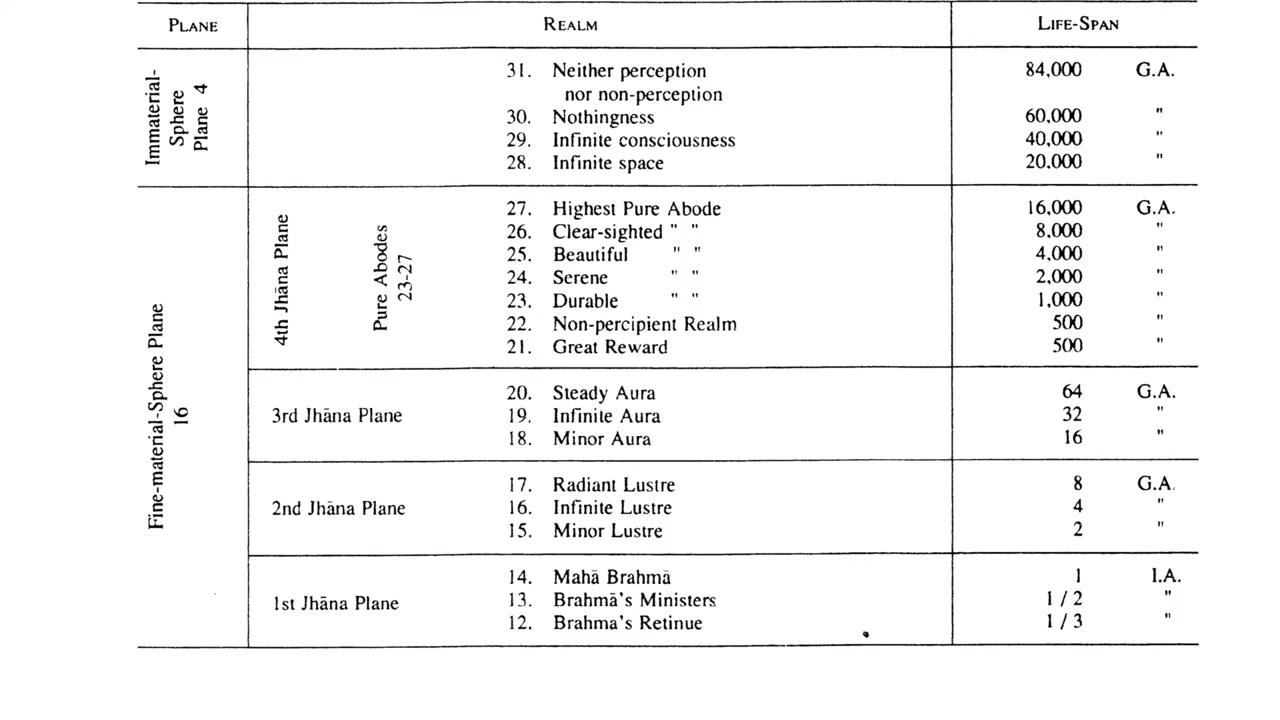 PLANE REALM LIFE-SPAN
Immaterial-
Sphere
Plane 4
31. Neither perception 84,000 G.A.
nor non-perception
30. Nothingness 60,000 "
29. Infinite consciousness 40,000 "
28. Infinite space 20.000 "
Fine-material-Sphere Plane
16
4th Jhāna Plane
Pure Abodes
23-27
27. Highest Pure Abode 16,000 G.A.
26. Clear-sighted " " 8,000 "
25. Beautiful " " 4,000 "
24. Serene " " 2,000 "
23. Durable " " 1,000 "
22. Non-percipient Realm 500 "
21. Great Reward 500 "
20. Steady Aura 64 G.A.
3rd Jhāna Plane 19. Infinite Aura 32 "
18. Minor Aura 16 "
17. Radiant Lustre 8 G.A.
2nd Jhāna Plane 16. Infinite Lustre 4 "
15. Minor Lustre 2 "
14. Mahā Brahmā 1 I.A.
1st Jhāna Plane 13. Brahmā's Ministers 1 / 2 "
12. Brahma's Retinue 1 / 3 "